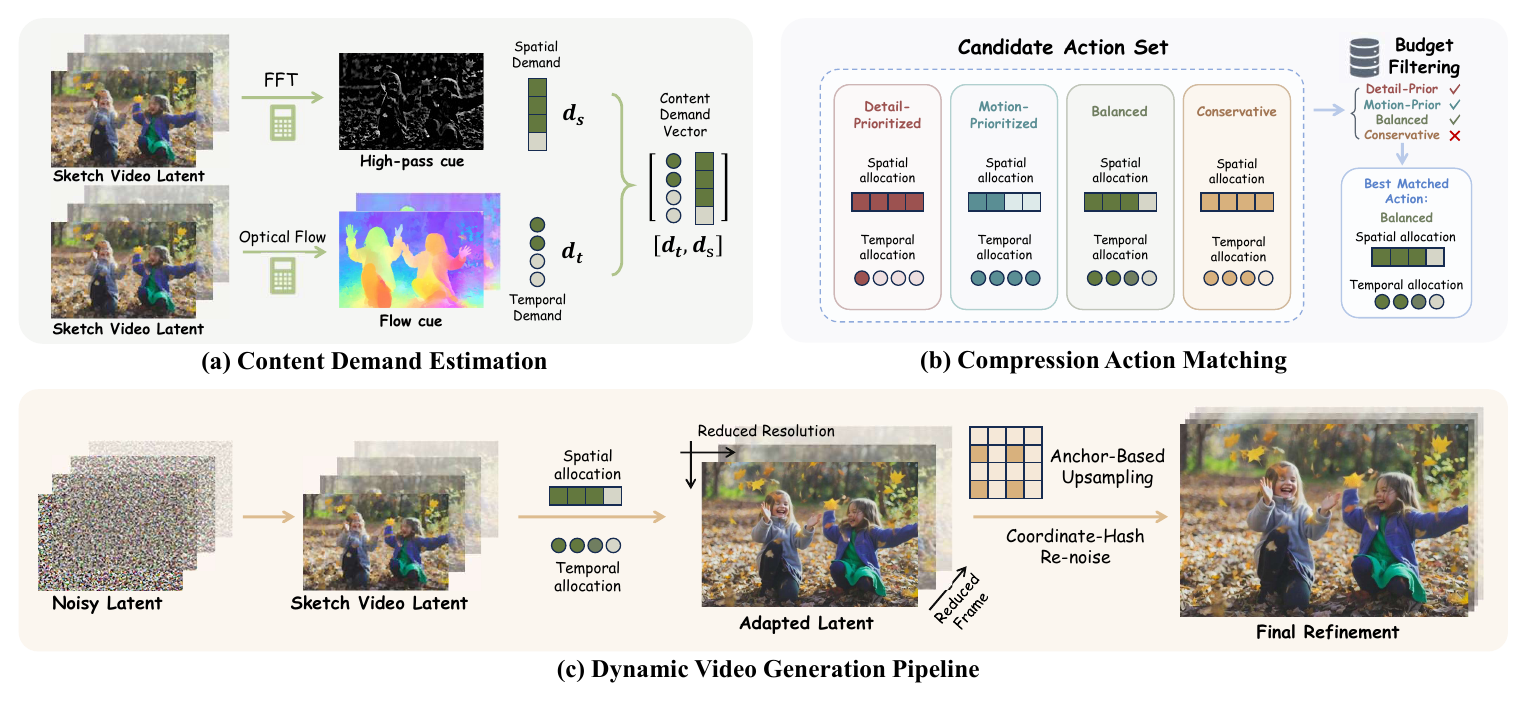 FFT
Sketch Video Latent
High-pass cue
Spatial
Demand
d_s
Optical Flow
Sketch Video Latent
Flow cue
d_t
Temporal
Demand
Content
Demand
Vector
[d_t, d_s]
(a) Content Demand Estimation
Candidate Action Set
Detail-
Prioritized
Spatial
allocation
Temporal
allocation
Motion-
Prioritized
Spatial
allocation
Temporal
allocation
Balanced
Spatial
allocation
Temporal
allocation
Conservative
Spatial
allocation
Temporal
allocation
Budget
Filtering
Detail-Prior ✓
Motion-Prior ✓
Balanced ✓
Conservative ✗
Best Matched
Action:
Balanced
Spatial allocation
Temporal allocation
(b) Compression Action Matching
Noisy Latent
Sketch Video Latent
Spatial
allocation
Temporal
allocation
Reduced Resolution
Adapted Latent
Reduced
Frame
Anchor-Based
Upsampling
Coordinate-Hash
Re-noise
Final Refinement
(c) Dynamic Video Generation Pipeline